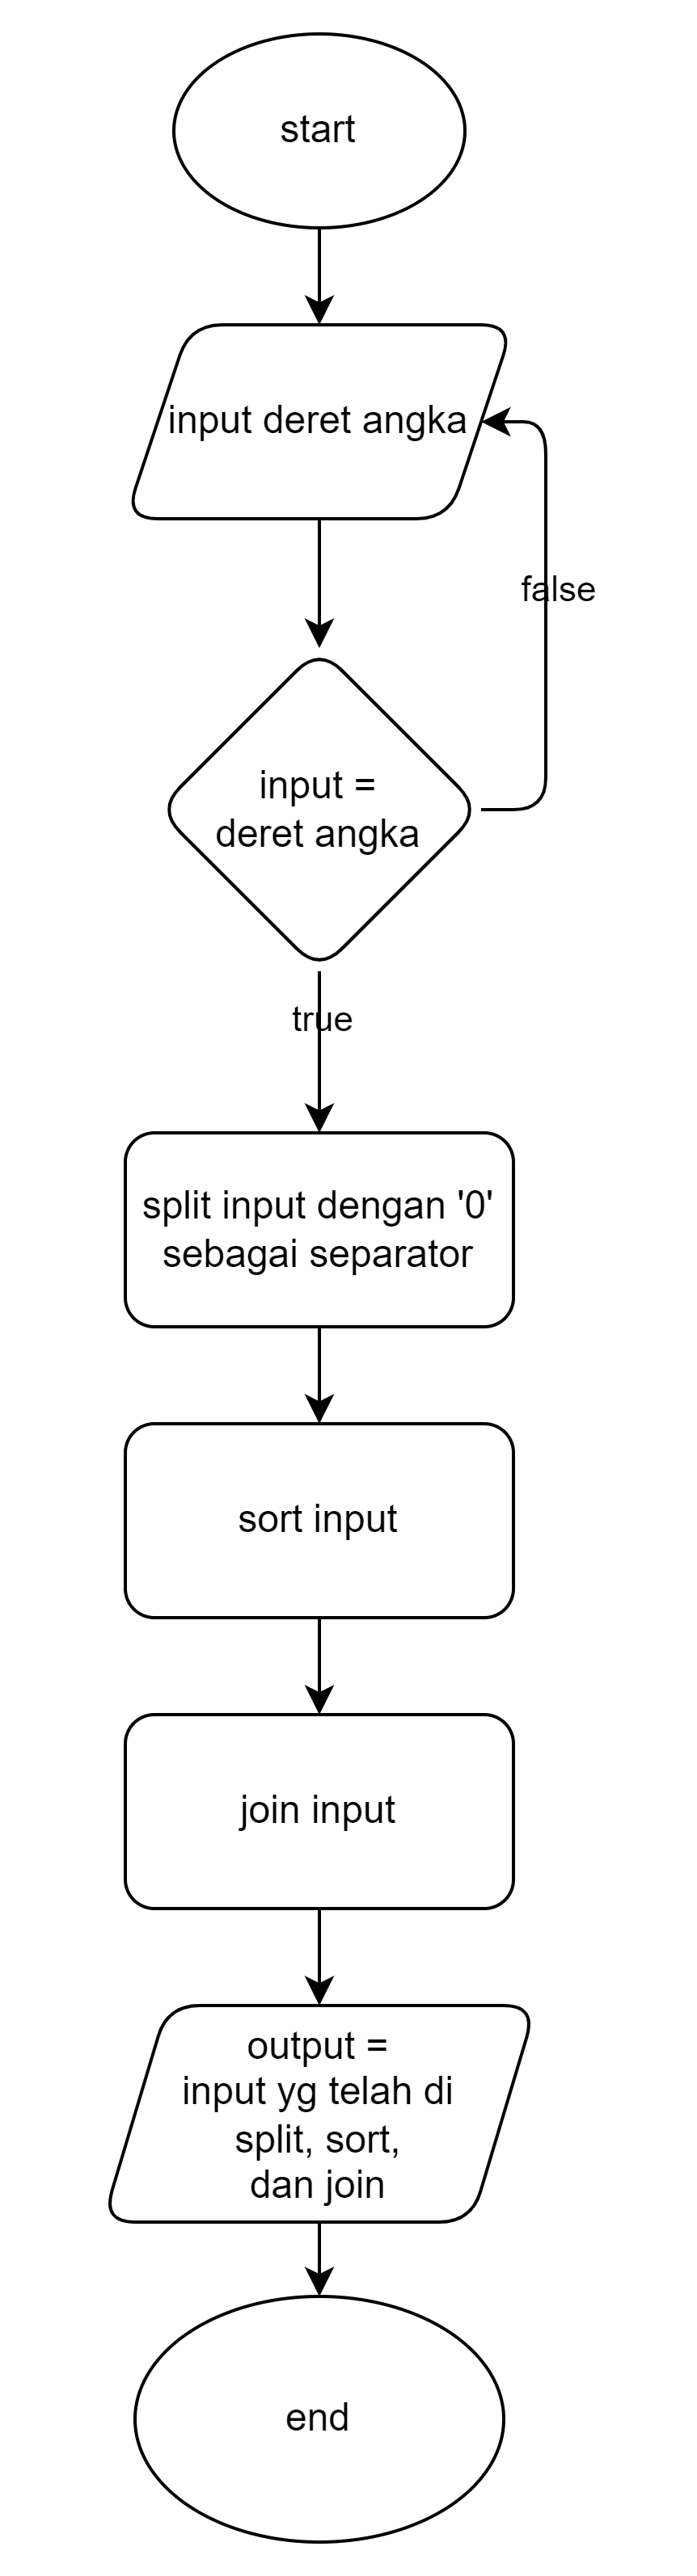 start
input deret angka
false
input =
deret angka
true
split input dengan '0'
sebagai separator
sort input
join input
output =
input yg telah di
split, sort,
dan join
end